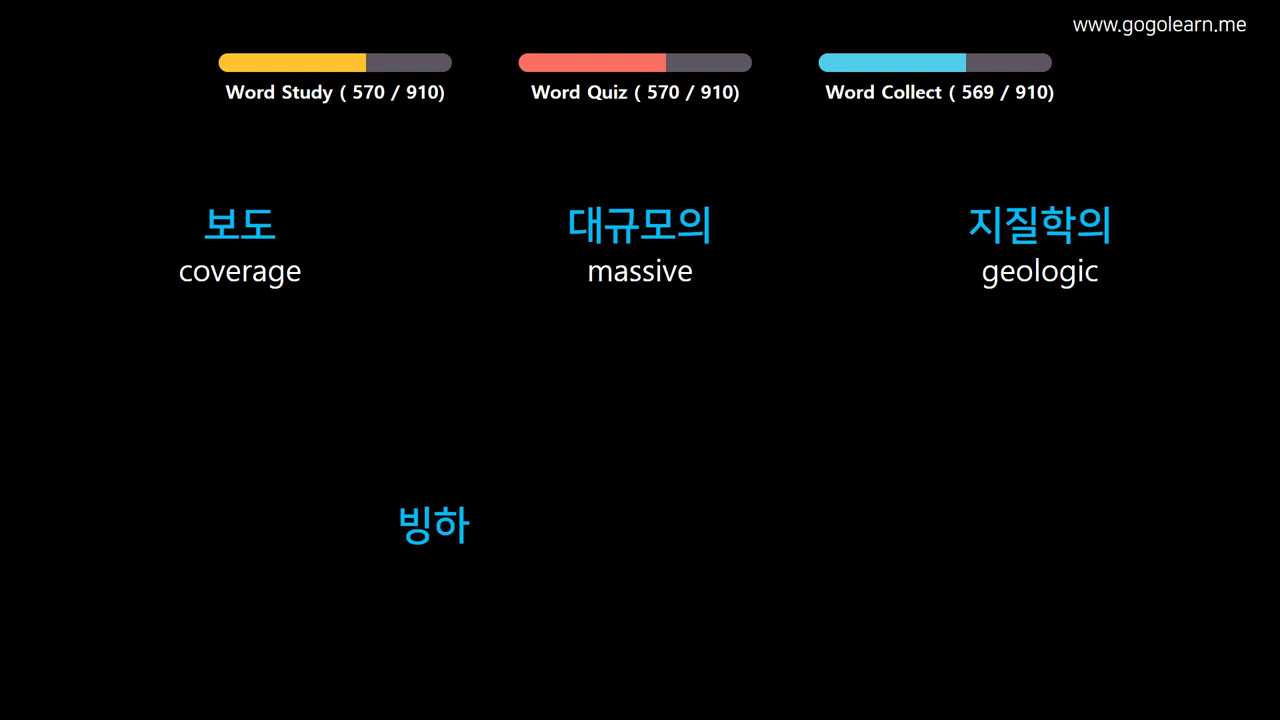 www.gogolearn.me
Word Study ( 570 / 910)
Word Quiz ( 570 / 910)
Word Collect ( 569 / 910)
보도
coverage
대규모의
massive
지질학의
geologic
빙하